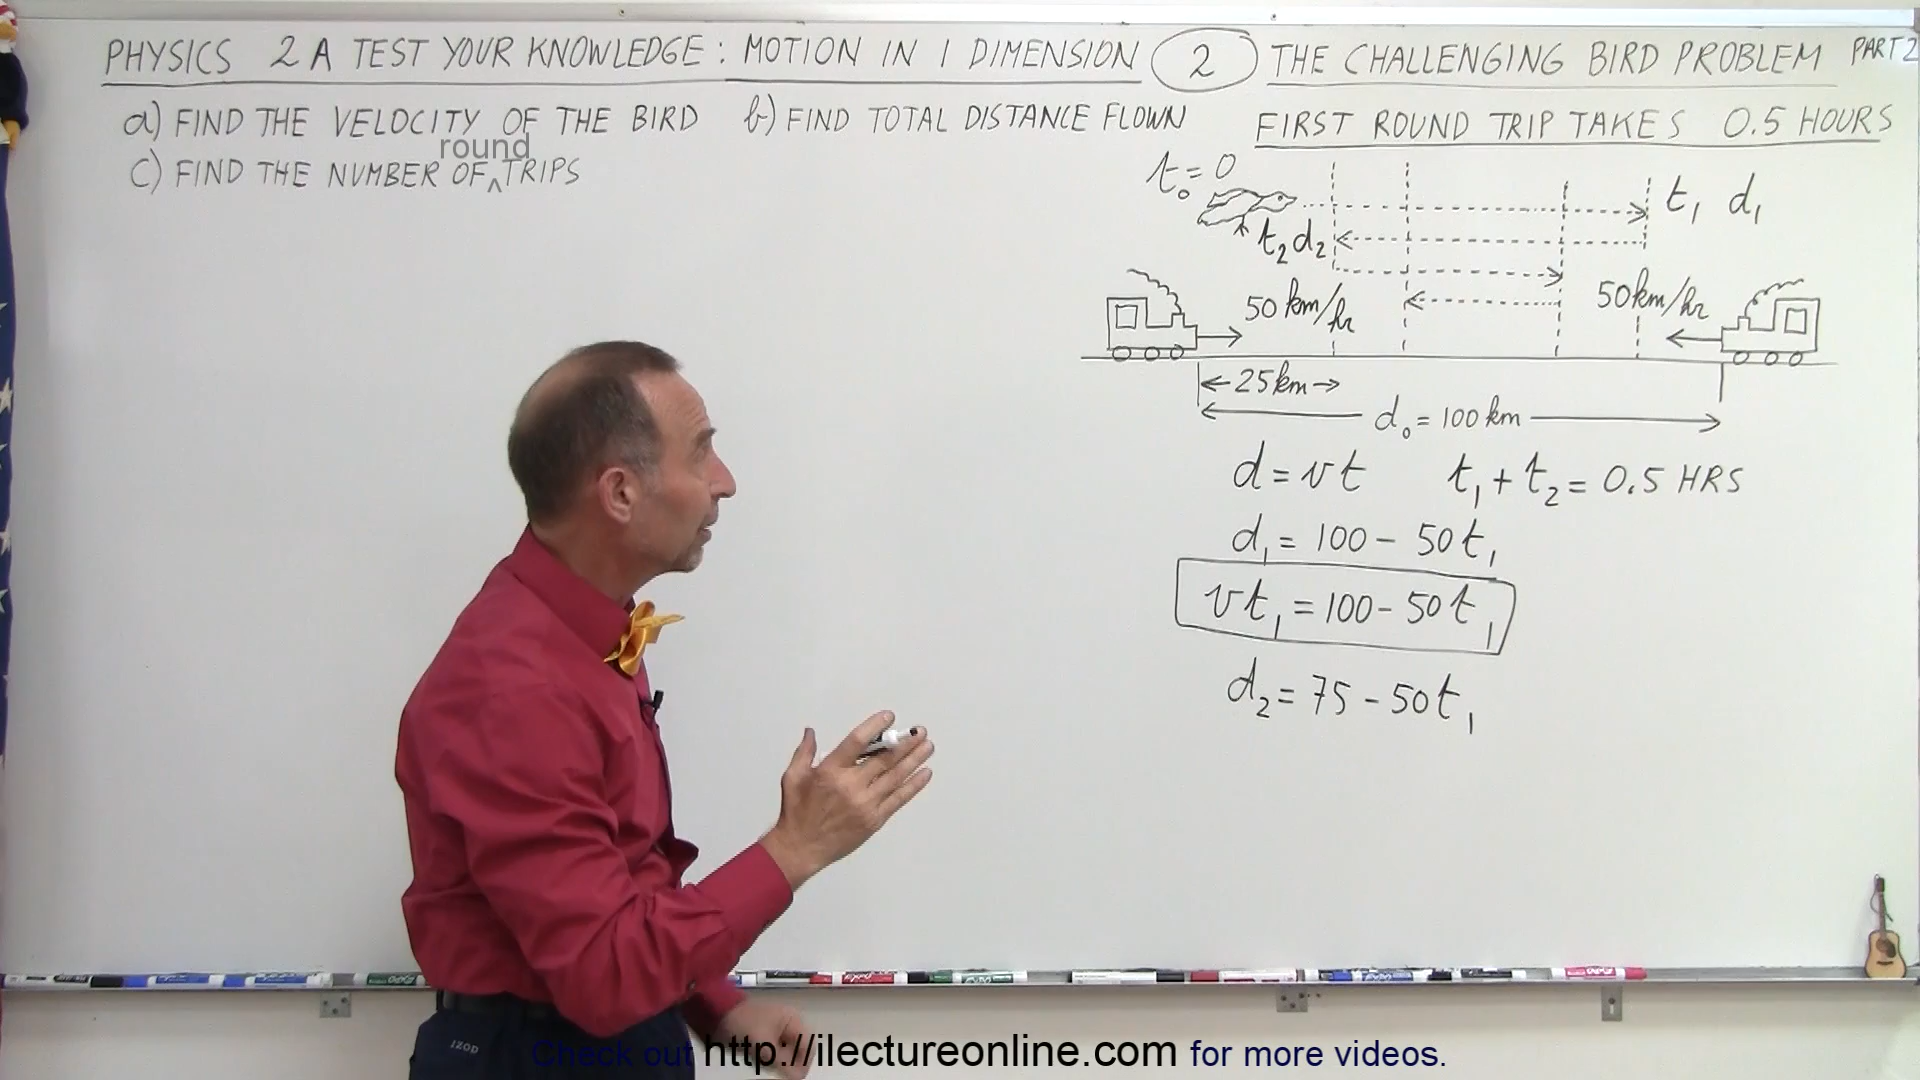 PHYSICS 2A TEST YOUR KNOWLEDGE: MOTION IN 1 DIMENSION 2 THE CHALLENGING BIRD PROBLEM PART 2
a) FIND THE VELOCITY OF THE BIRD b) FIND TOTAL DISTANCE FLOWN
c) FIND THE NUMBER OF round TRIPS
FIRST ROUND TRIP TAKES 0.5 HOURS
t₀ = 0
t₁ d₁
t₂ d₂
50 km/hr 50 km/hr
25 km
d₀ = 100 km
d = vt t₁ + t₂ = 0.5 HRS
d₁ = 100 - 50t₁
vt₁ = 100 - 50t₁
d₂ = 75 - 50t₁
IZOD
Check out http://ilectureonline.com for more videos.